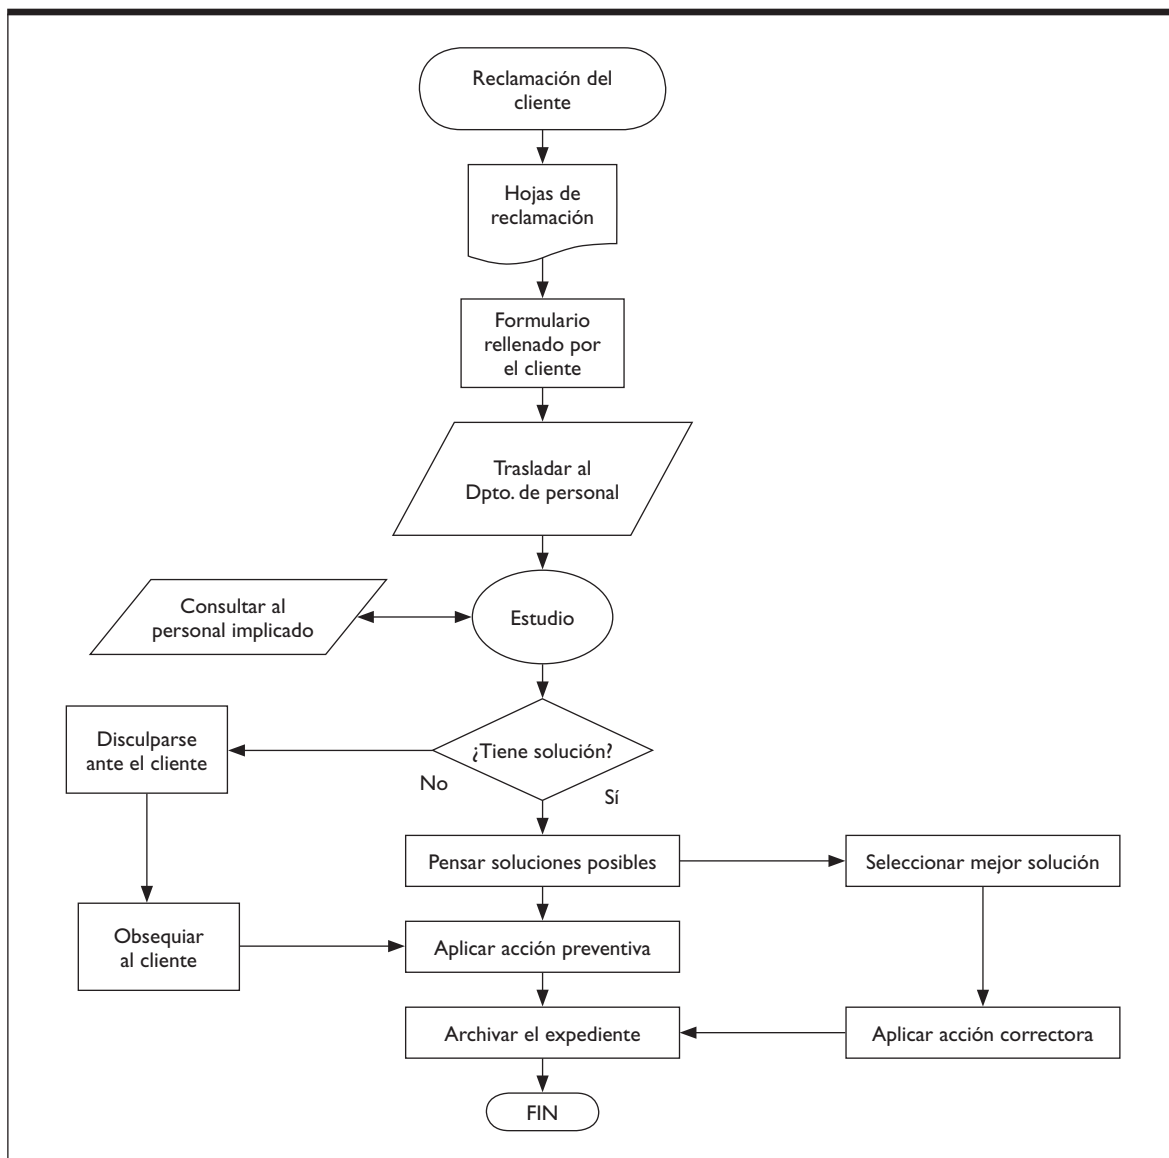 Reclamación del
cliente
Hojas de
reclamación
Formulario
rellenado por
el cliente
Trasladar al
Dpto. de personal
Consultar al
personal implicado
Estudio
Disculparse
ante el cliente
¿Tiene solución?
No
Sí
Pensar soluciones posibles
Seleccionar mejor solución
Obsequiar
al cliente
Aplicar acción preventiva
Archivar el expediente
Aplicar acción correctora
FIN